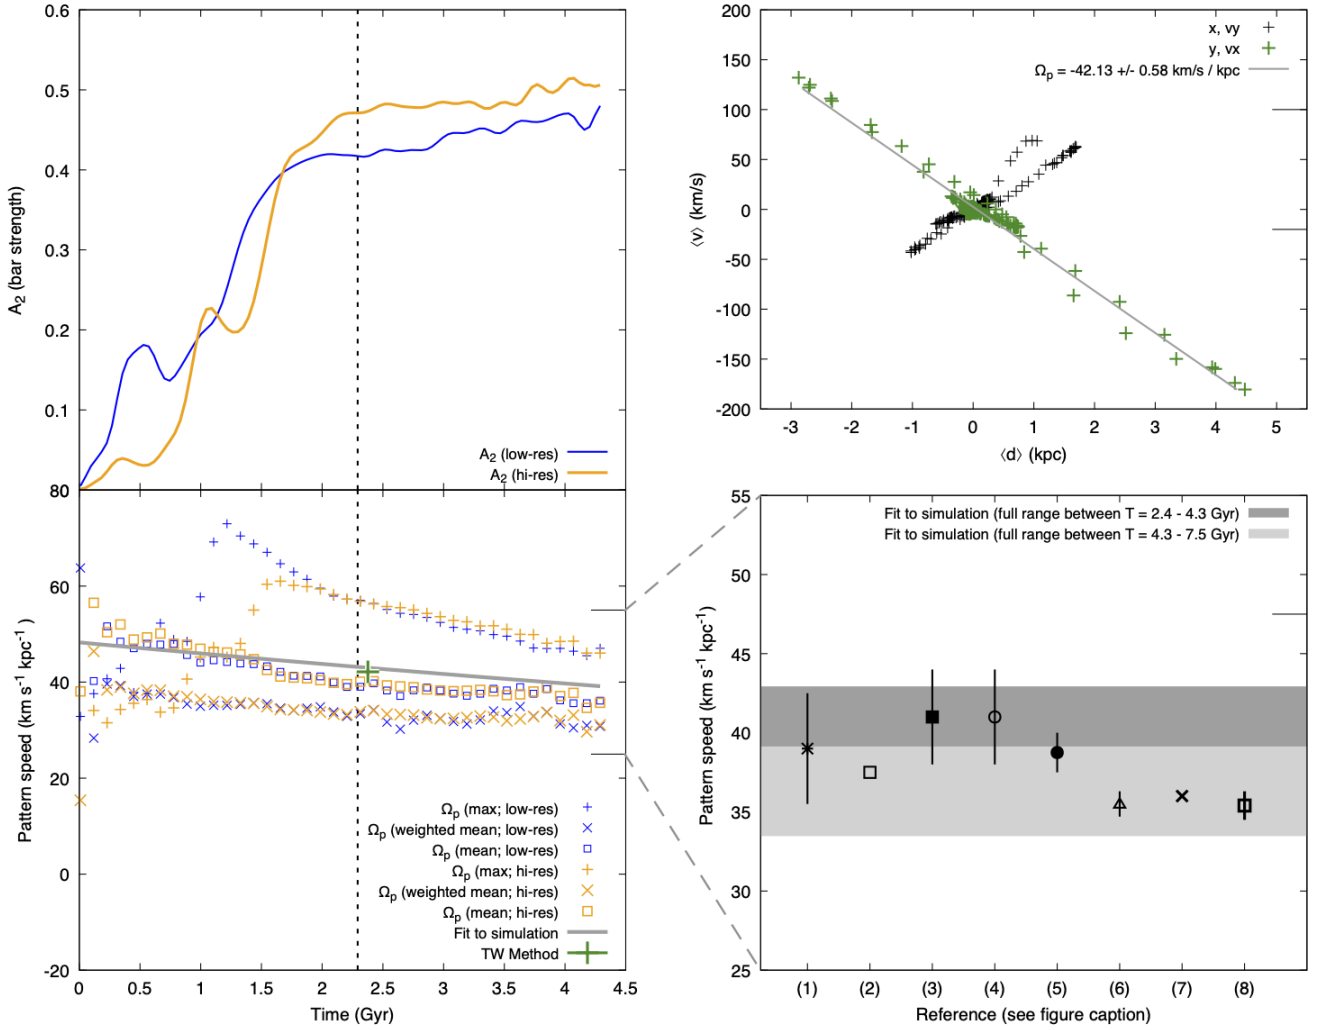 0.6
0.5
0.4
0.3
0.2
0.1
A2 (bar strength)
A2 (low-res)
A2 (hi-res)
80
60
40
20
0
-20
Pattern speed (km s-1 kpc-1)
Ωp (max; low-res)
Ωp (weighted mean; low-res)
Ωp (mean; low-res)
Ωp (max; hi-res)
Ωp (weighted mean; hi-res)
Ωp (mean; hi-res)
Fit to simulation
TW Method
0 0.5 1 1.5 2 2.5 3 3.5 4 4.5
Time (Gyr)
200
150
100
50
0
-50
-100
-150
-200
⟨v⟩ (km/s)
x, vy
y, vx
Ωp = -42.13 +/- 0.58 km/s / kpc
-3 -2 -1 0 1 2 3 4 5
⟨d⟩ (kpc)
55
50
45
40
35
30
25
Pattern speed (km s-1 kpc-1)
Fit to simulation (full range between T = 2.4 - 4.3 Gyr)
Fit to simulation (full range between T = 4.3 - 7.5 Gyr)
(1) (2) (3) (4) (5) (6) (7) (8)
Reference (see figure caption)